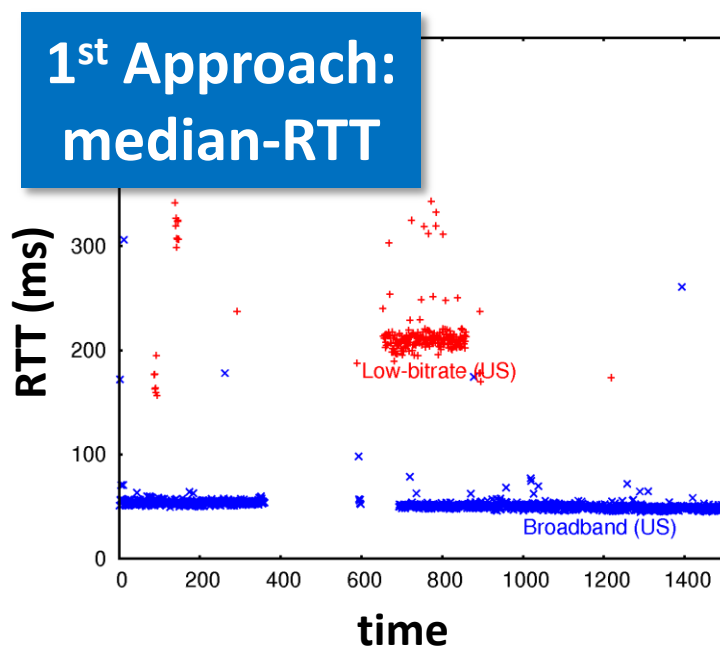 1st Approach:
median-RTT
RTT (ms)
300
200
100
0
Low-bitrate (US)
Broadband (US)
0 200 400 600 800 1000 1200 1400
time